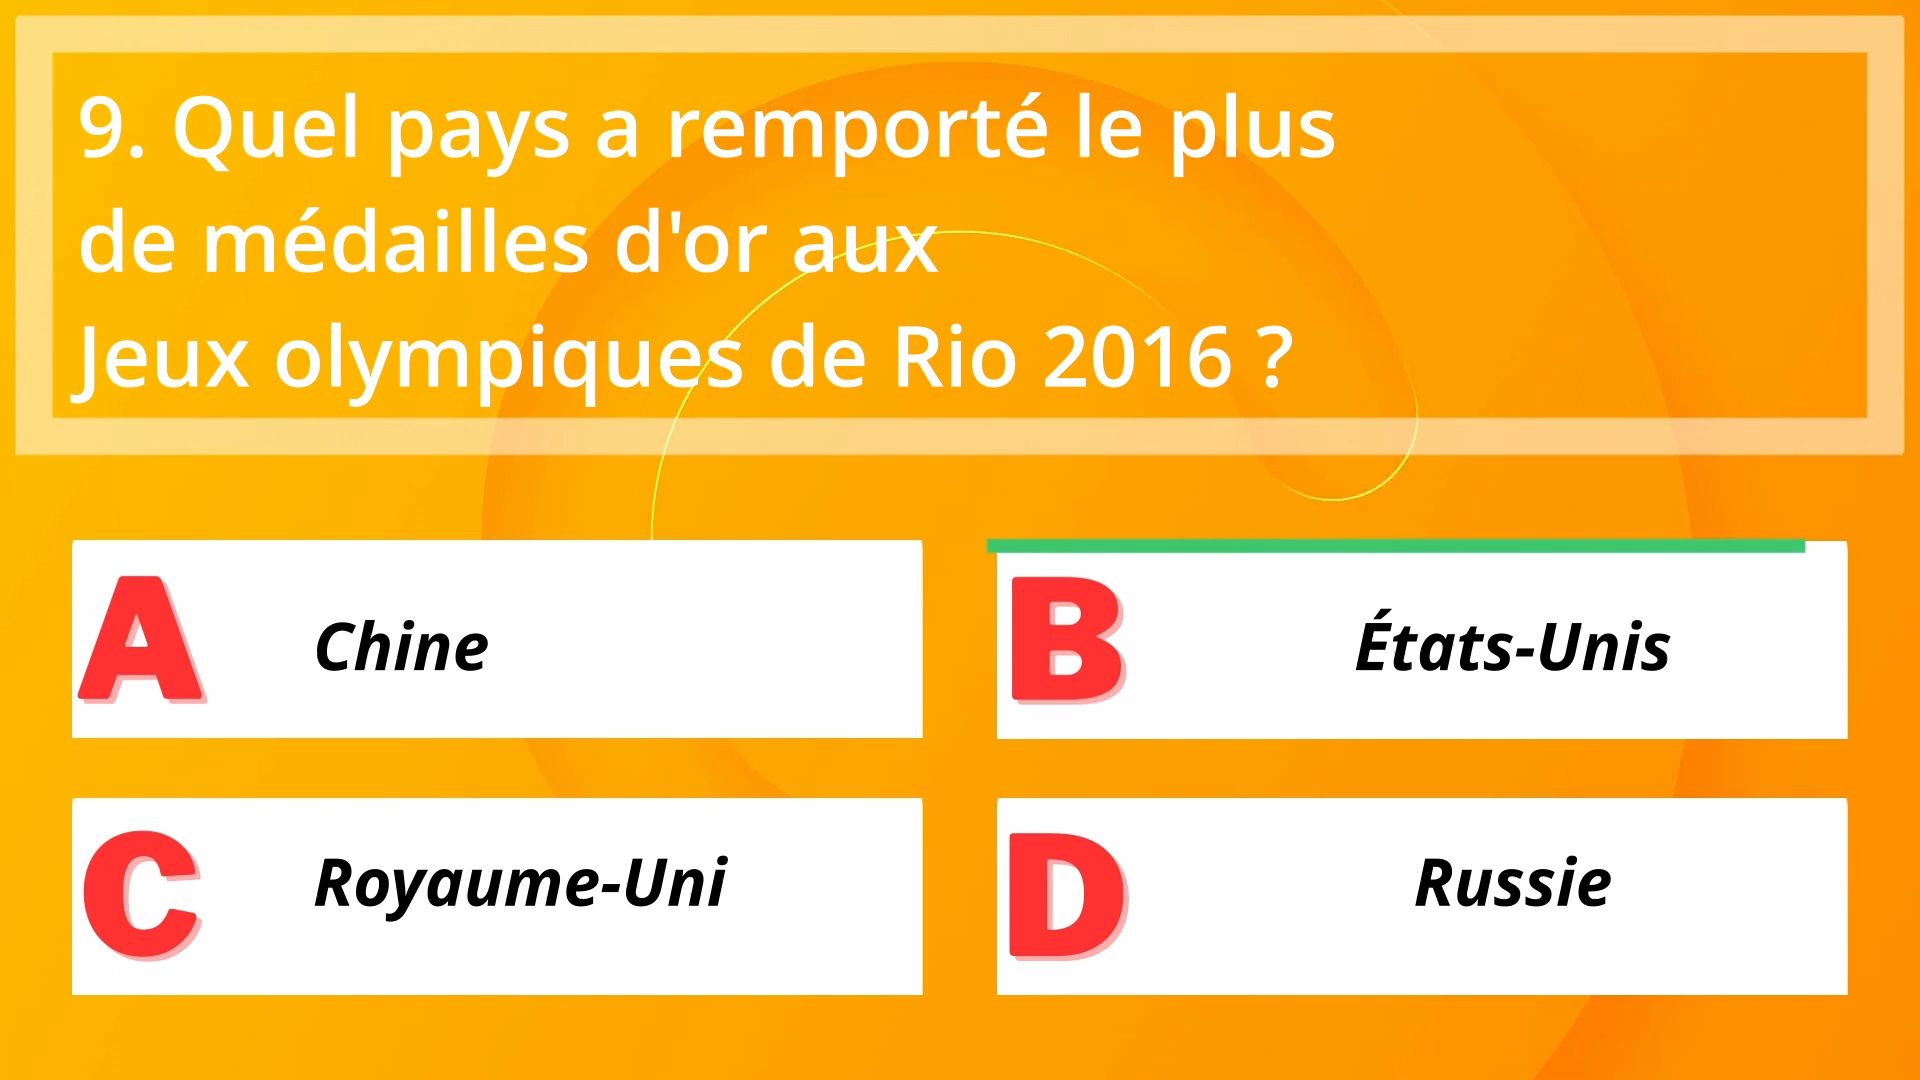 9. Quel pays a remporté le plus
de médailles d'or aux
Jeux olympiques de Rio 2016 ?
A Chine
B États-Unis
C Royaume-Uni
D Russie